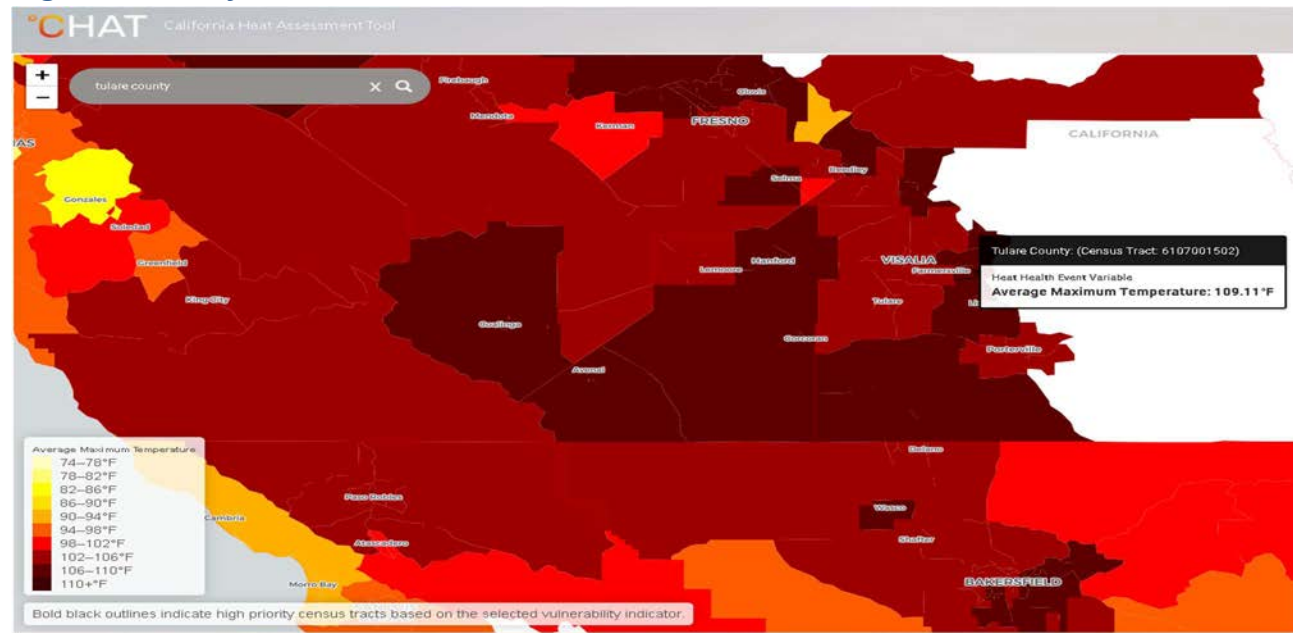 °CHAT California Heat Assessment Tool
+
−
tulare county
Firebaugh
Clovis
Mendota
Kerman
FRESNO
CALIFORNIA
AS
Selma
Reedley
Gonzales
Soledad
Greenfield
King City
Lemoore
Hanford
VISALIA
Farmersville
Tulare
Coalinga
Corcoran
Porterville
Avenal
Tulare County: (Census Tract: 6107001502)
Heat Health Event Variable
Average Maximum Temperature: 109.11°F
Delano
Paso Robles
Wasco
Cambria
Atascadero
Shafter
Morro Bay
BAKERSFIELD
Average Maximum Temperature
74–78°F
78–82°F
82–86°F
86–90°F
90–94°F
94–98°F
98–102°F
102–106°F
106–110°F
110+°F
Bold black outlines indicate high priority census tracts based on the selected vulnerability indicator.